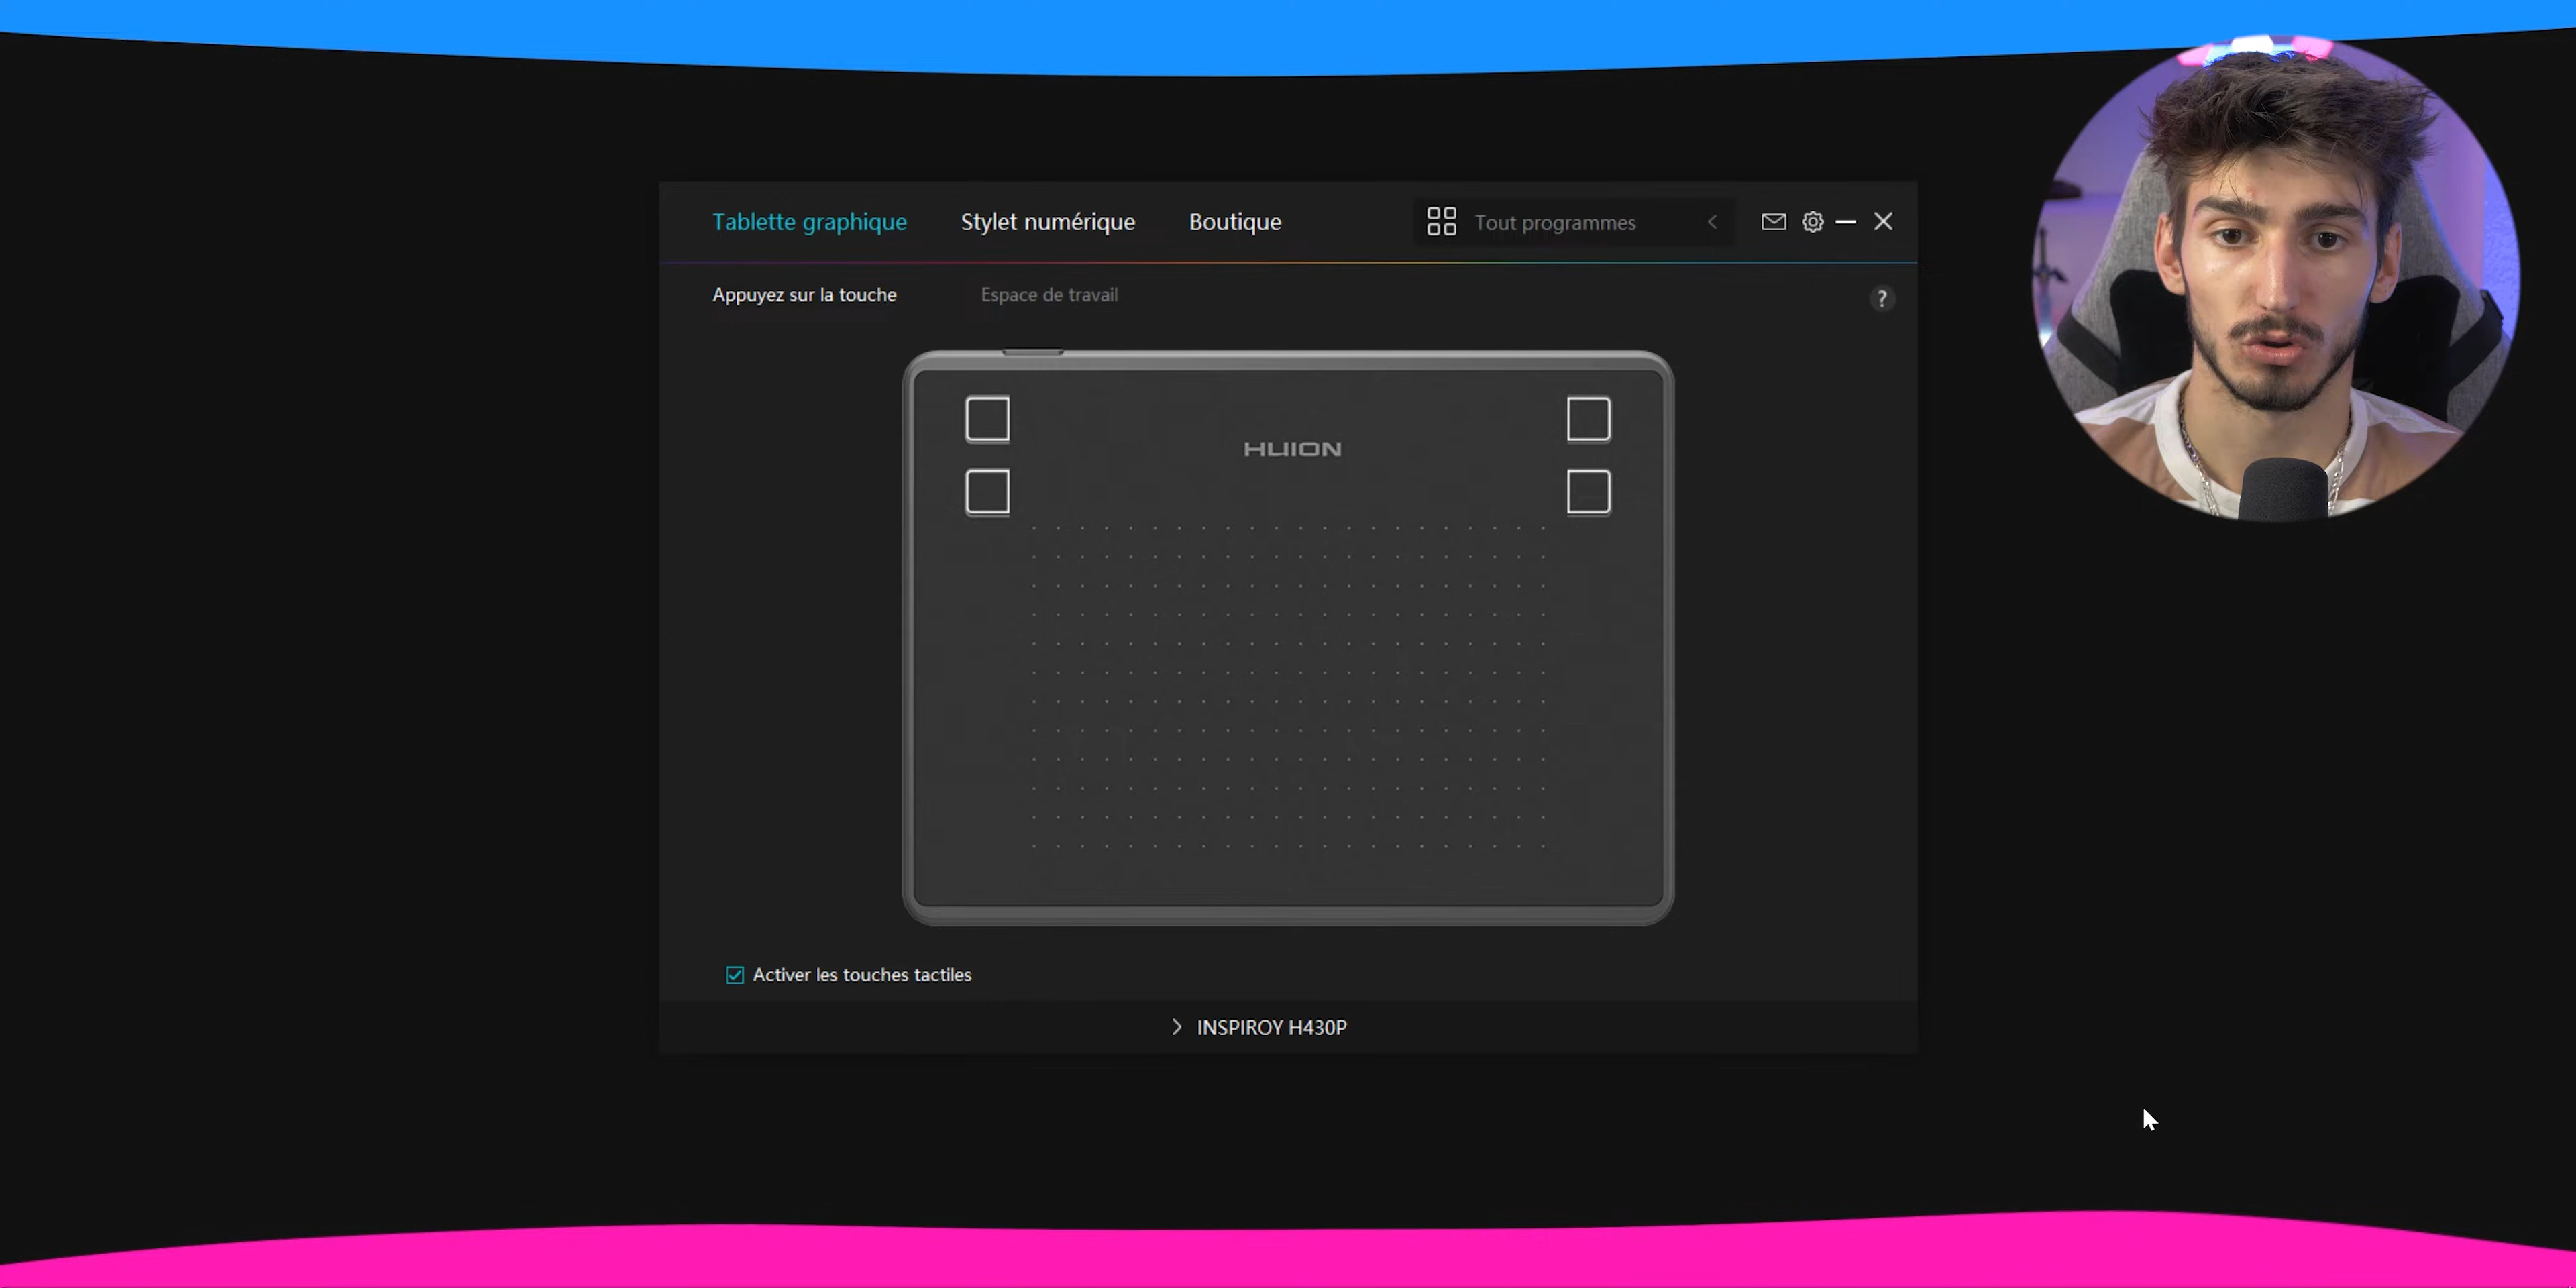 Tablette graphique
Stylet numérique
Boutique
Tout programmes
Appuyez sur la touche
Espace de travail
?
HUION
Activer les touches tactiles
INSPIROY H430P